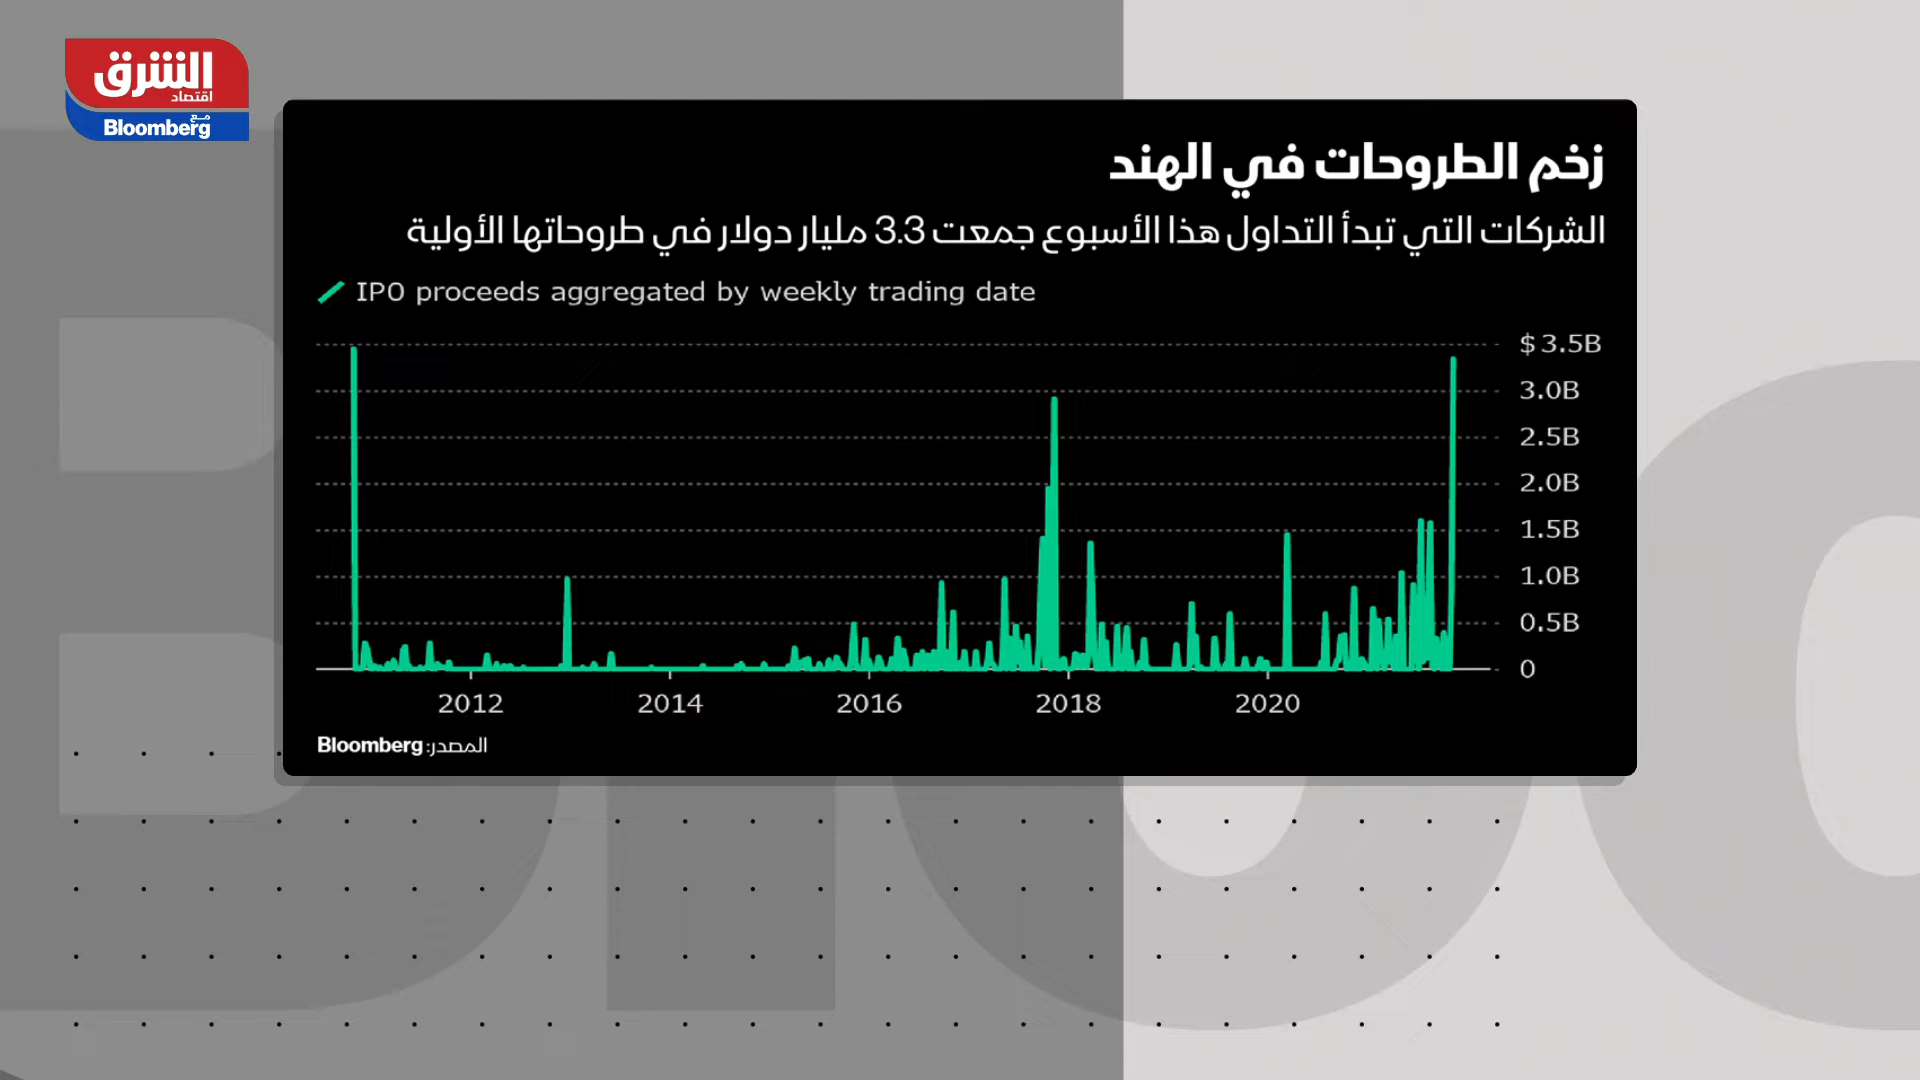 الشرق
اقتصاد
مع
Bloomberg
زخم الطروحات في الهند
الشركات التي تبدأ التداول هذا الأسبوع جمعت 3.3 مليار دولار في طروحاتها الأولية
IPO proceeds aggregated by weekly trading date
$ 3.5B
3.0B
2.5B
2.0B
1.5B
1.0B
0.5B
0
2012 2014 2016 2018 2020
المصدر: Bloomberg